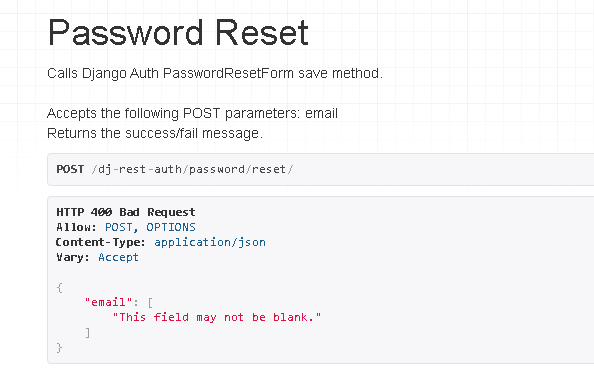 Password Reset
Calls Django Auth PasswordResetForm save method.
Accepts the following POST parameters: email
Returns the success/fail message.
POST /dj-rest-auth/password/reset/
HTTP 400 Bad Request
Allow: POST, OPTIONS
Content-Type: application/json
Vary: Accept
{
    "email": [
        "This field may not be blank."
    ]
}